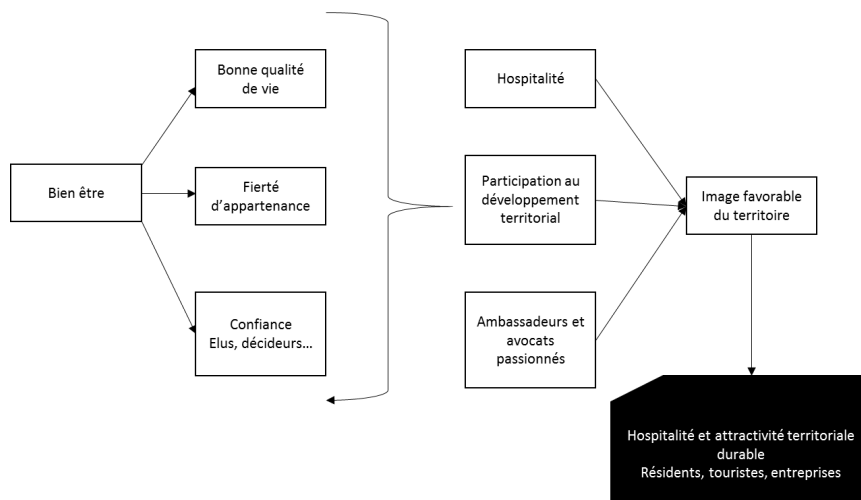 Bonne qualité
de vie
Hospitalité
Bien être
Fierté
d’appartenance
Participation au
développement
territorial
Image favorable
du territoire
Confiance
Elus, décideurs…
Ambassadeurs et
avocats
passionnés
Hospitalité et attractivité territoriale
durable
Résidents, touristes, entreprises